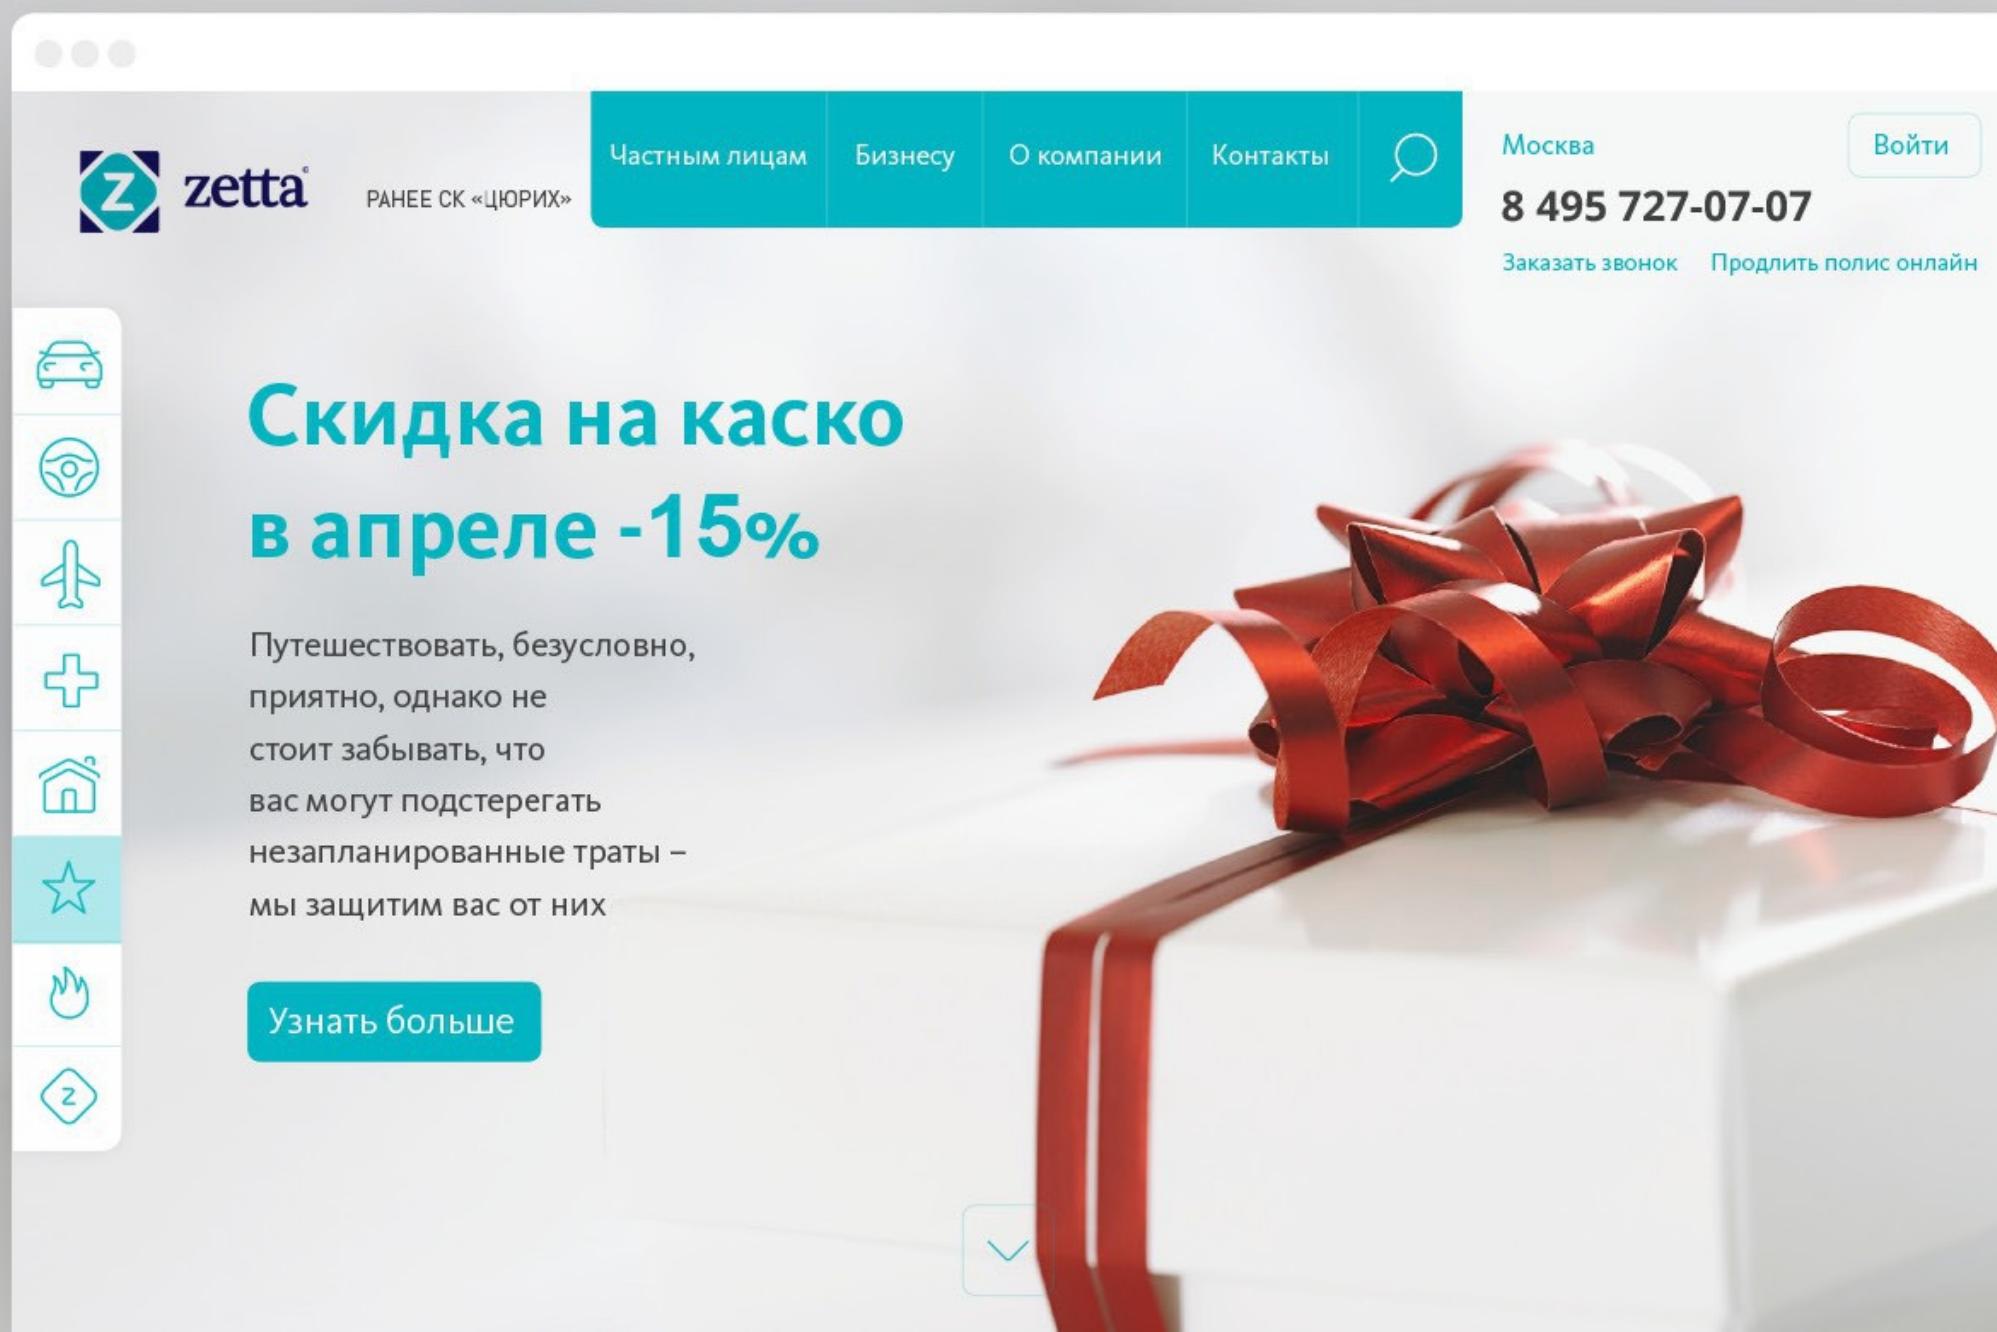 zetta
РАНЕЕ СК «ЦЮРИХ»
Частным лицам
Бизнесу
О компании
Контакты
Москва
Войти
8 495 727-07-07
Заказать звонок
Продлить полис онлайн
Скидка на каско
в апреле -15%
Путешествовать, безусловно,
приятно, однако не
стоит забывать, что
вас могут подстерегать
незапланированные траты –
мы защитим вас от них
Узнать больше
z